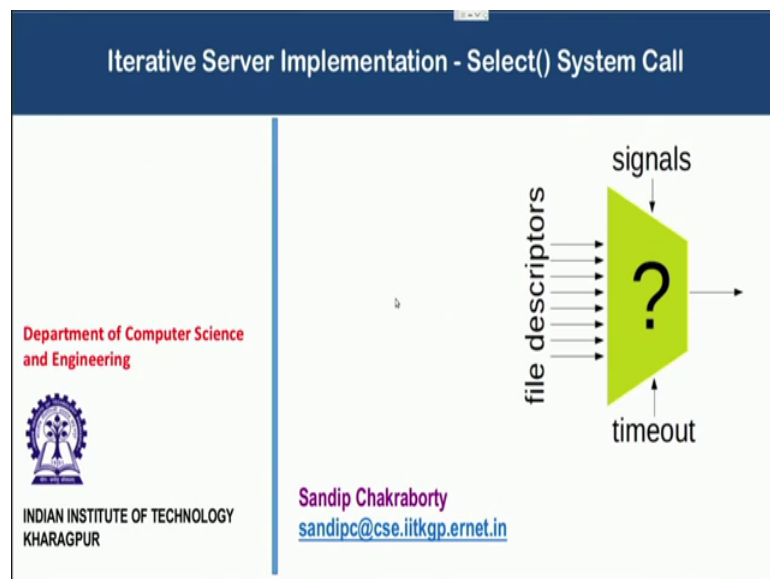 Iterative Server Implementation - Select() System Call
signals
file descriptors
?
timeout
Department of Computer Science
and Engineering
INDIAN INSTITUTE OF TECHNOLOGY
KHARAGPUR
Sandip Chakraborty
sandipc@cse.iitkgp.ernet.in